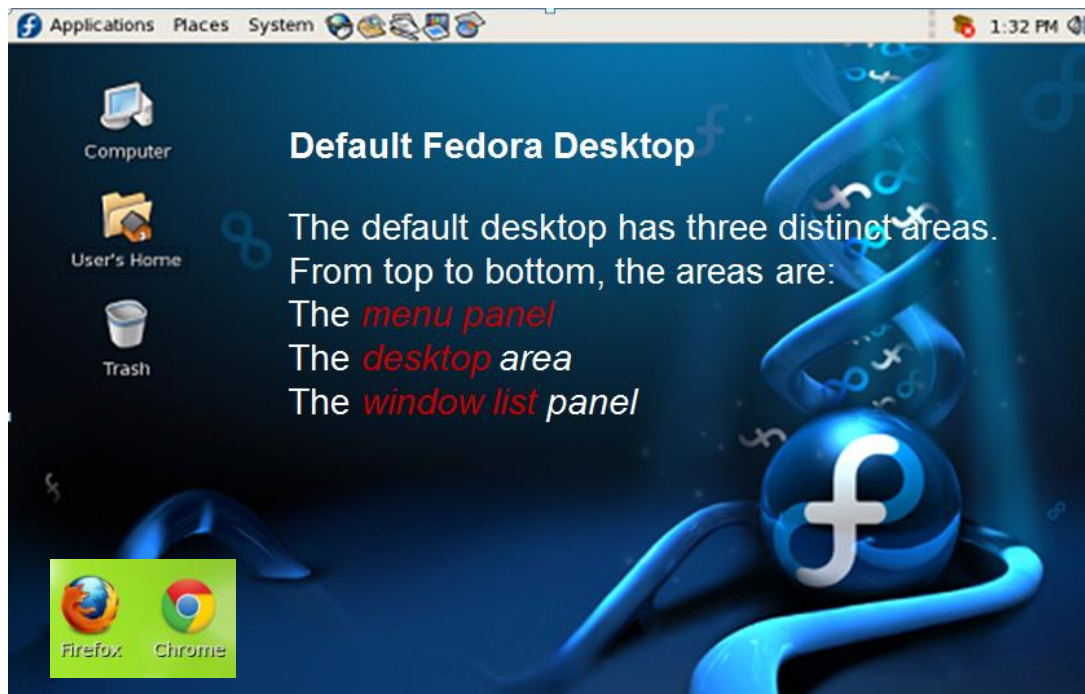 Applications Places System 1:32 PM
Computer
Default Fedora Desktop
The default desktop has three distinct areas.
User's Home
From top to bottom, the areas are:
The menu panel
The desktop area
Trash
The window list panel
Firefox Chrome